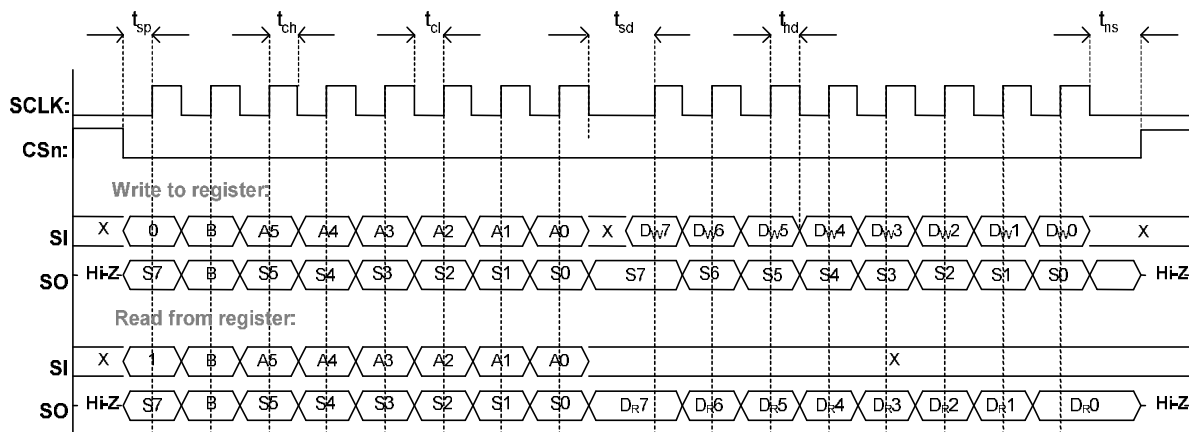 tsp tch tcl tsd thd tns
SCLK:
CSn:
Write to register:
SI X 0 B A5 A4 A3 A2 A1 A0 X DW7 DW6 DW5 DW4 DW3 DW2 DW1 DW0 X
SO Hi-Z S7 B S5 S4 S3 S2 S1 S0 S7 S6 S5 S4 S3 S2 S1 S0 Hi-Z
Read from register:
SI X 1 B A5 A4 A3 A2 A1 A0 X
SO Hi-Z S7 B S5 S4 S3 S2 S1 S0 DR7 DR6 DR5 DR4 DR3 DR2 DR1 DR0 Hi-Z